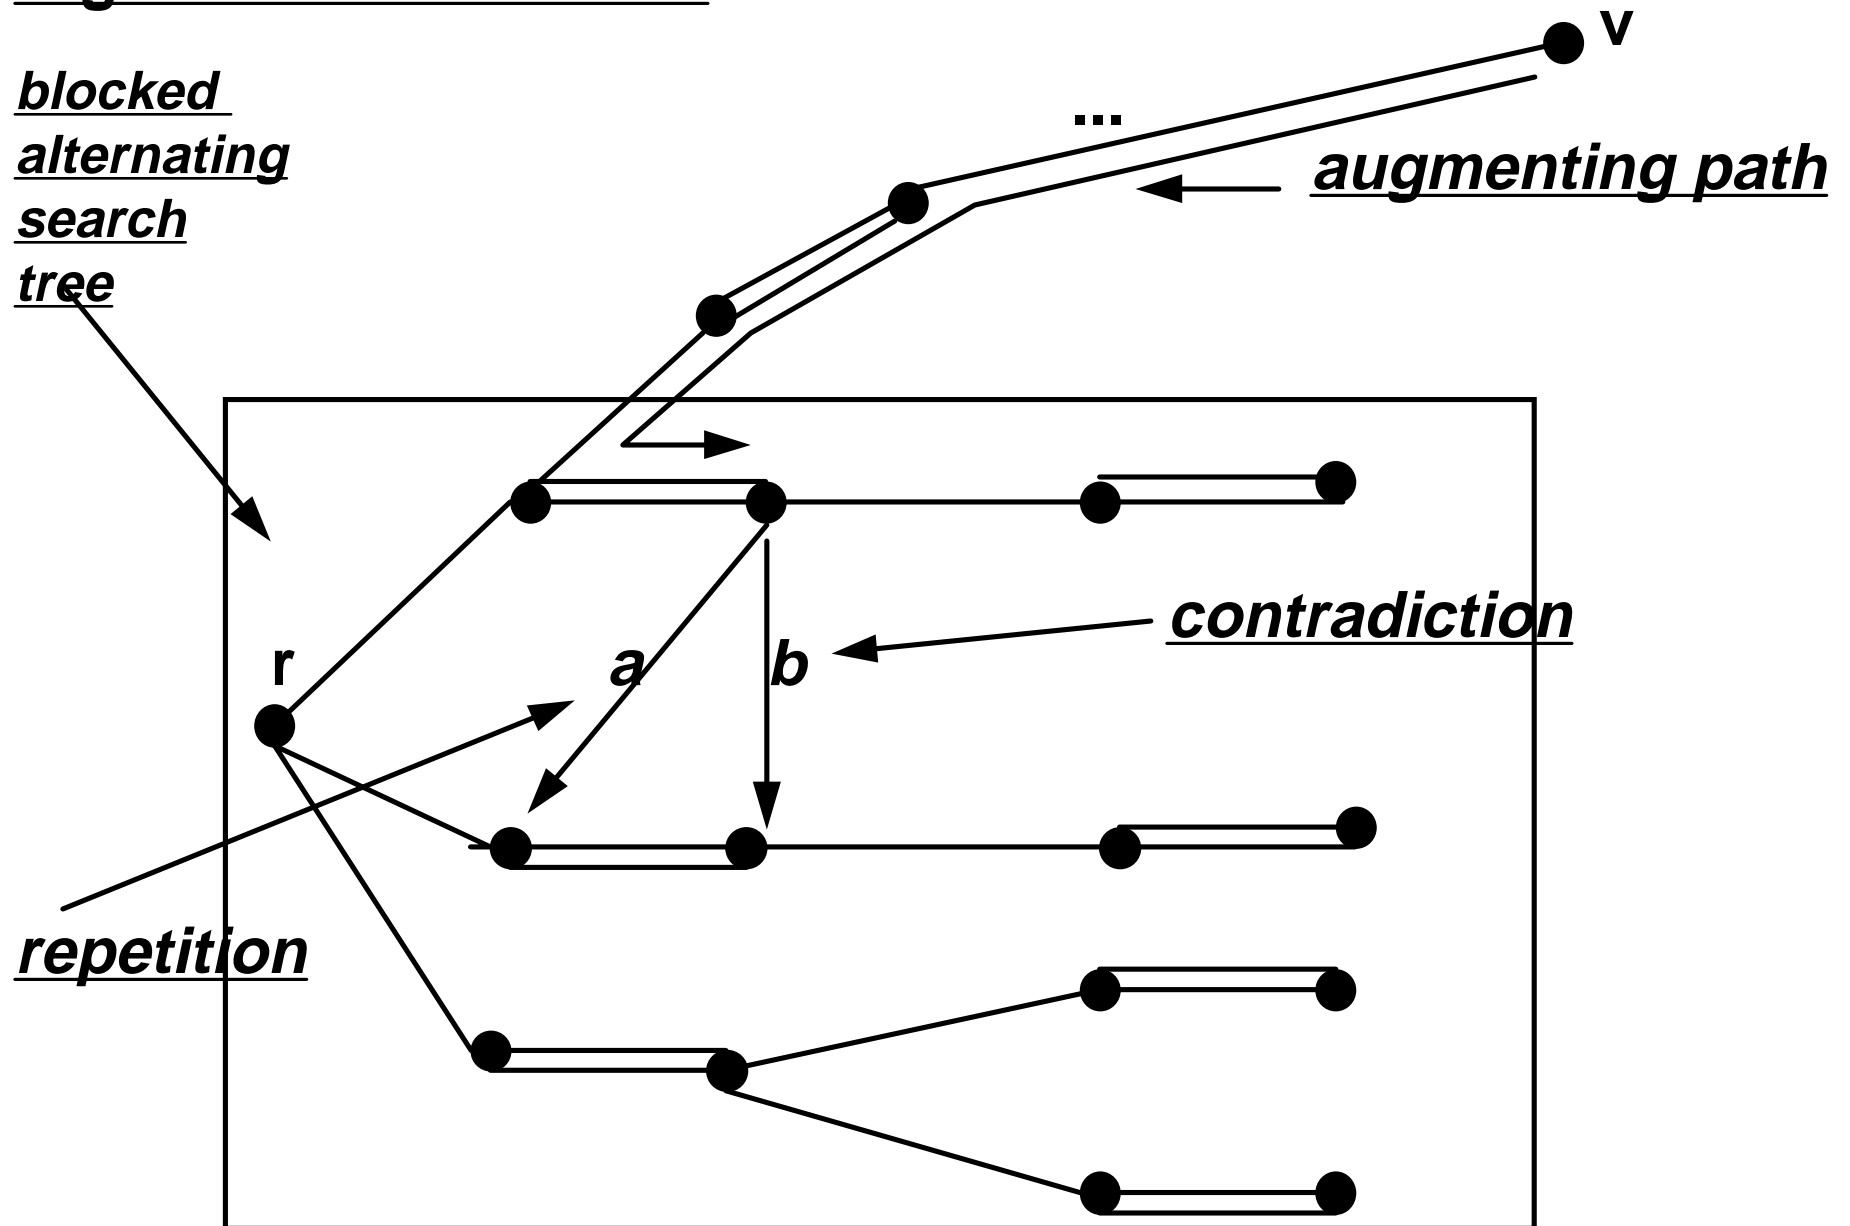 v
blocked
alternating
search
tree
...
augmenting path
contradiction
r
a
b
repetition